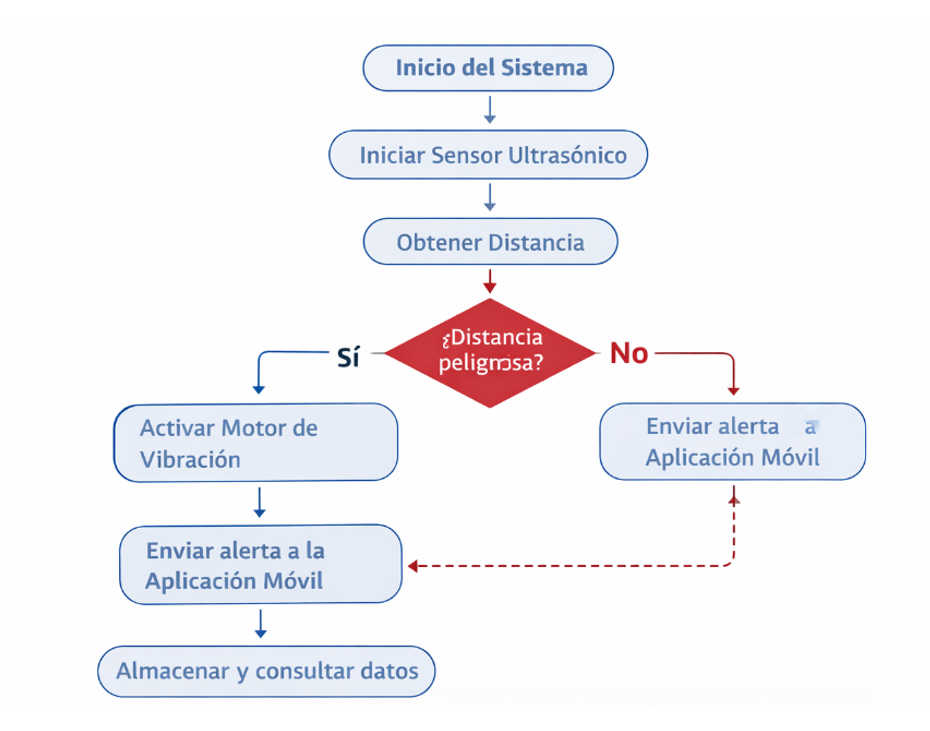 Inicio del Sistema
Iniciar Sensor Ultrasónico
Obtener Distancia
¿Distancia
peligrosa?
Sí
No
Activar Motor de
Vibración
Enviar alerta a
Aplicación Móvil
Enviar alerta a la
Aplicación Móvil
Almacenar y consultar datos